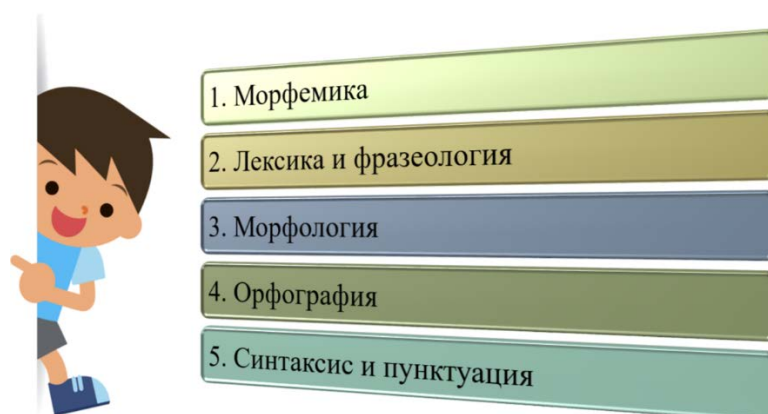 1. Морфемика
2. Лексика и фразеология
3. Морфология
4. Орфография
5. Синтаксис и пунктуация